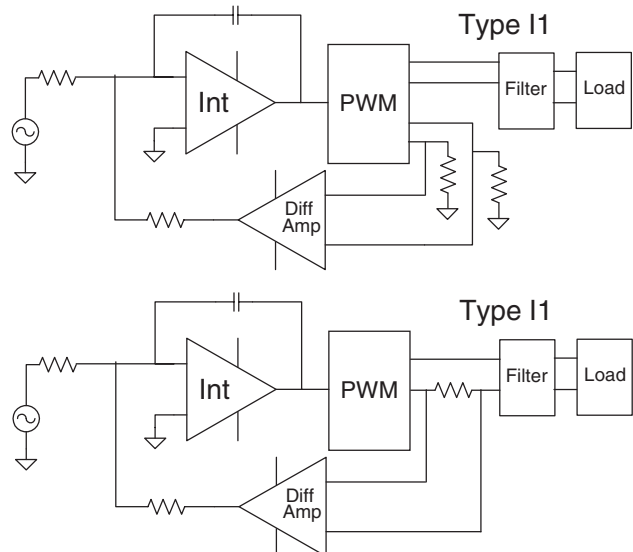 Type I1
Int
PWM
Filter
Load
Diff
Amp
Type I1
Int
PWM
Filter
Load
Diff
Amp